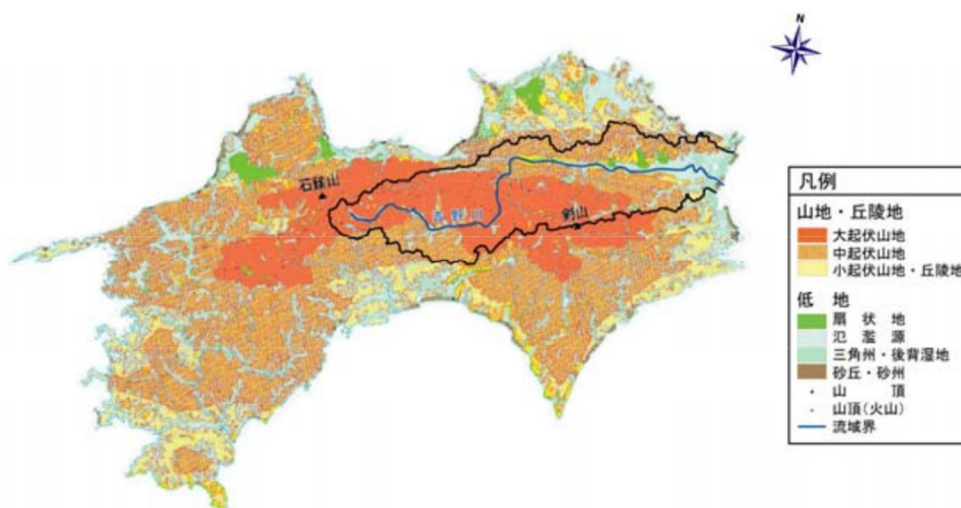 N
石鎚山
吉野川
剣山
凡例
山地・丘陵地
大起伏山地
中起伏山地
小起伏山地・丘陵地
低地
扇状地
氾濫源
三角州・後背湿地
砂丘・砂州
山頂
山頂(火山)
流域界